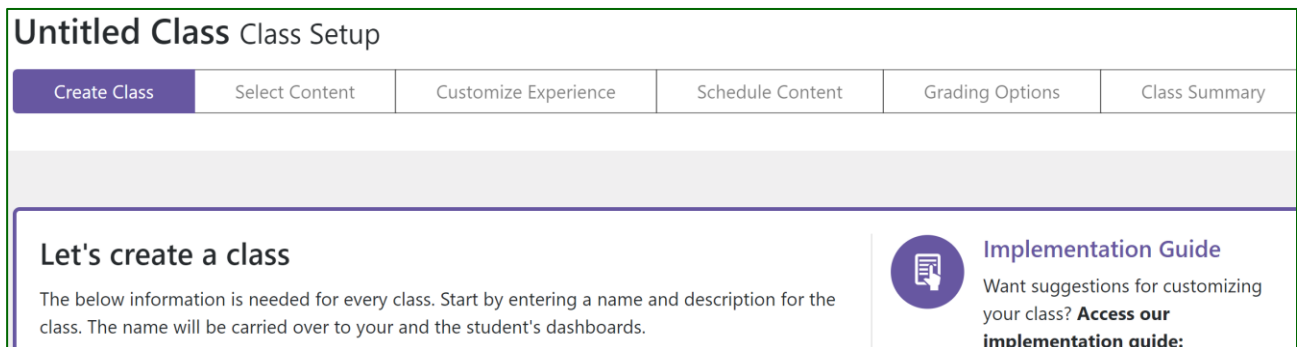 Untitled Class Class Setup
Create Class
Select Content
Customize Experience
Schedule Content
Grading Options
Class Summary
Let's create a class
The below information is needed for every class. Start by entering a name and description for the
class. The name will be carried over to your and the student's dashboards.
Implementation Guide
Want suggestions for customizing
your class? Access our
implementation guide: